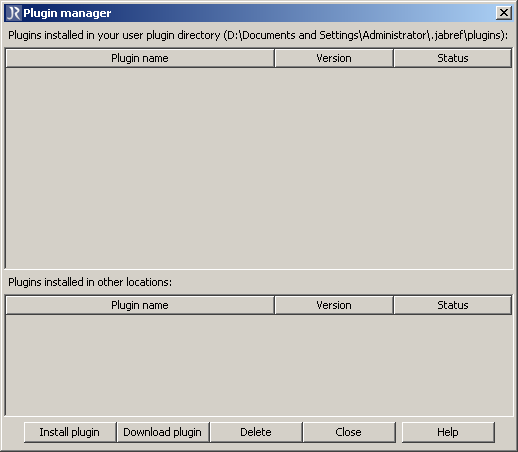 JR Plugin manager
Plugins installed in your user plugin directory (D:\Documents and Settings\Administrator\.jabref\plugins):
Plugin name Version Status
Plugins installed in other locations:
Plugin name Version Status
Install plugin Download plugin Delete Close Help